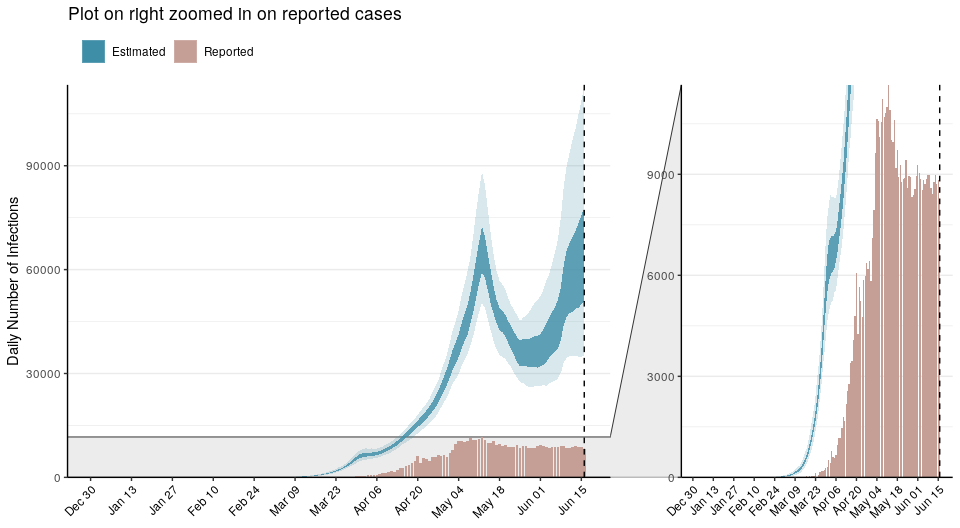 Plot on right zoomed in on reported cases
Estimated Reported
Daily Number of Infections
90000
60000
30000
0
Dec 30 Jan 13 Jan 27 Feb 10 Feb 24 Mar 09 Mar 23 Apr 06 Apr 20 May 04 May 18 Jun 01 Jun 15
9000
6000
3000
0
Dec 30 Jan 13 Jan 27 Feb 10 Feb 24 Mar 09 Mar 23 Apr 06 Apr 20 May 04 May 18 Jun 01 Jun 15